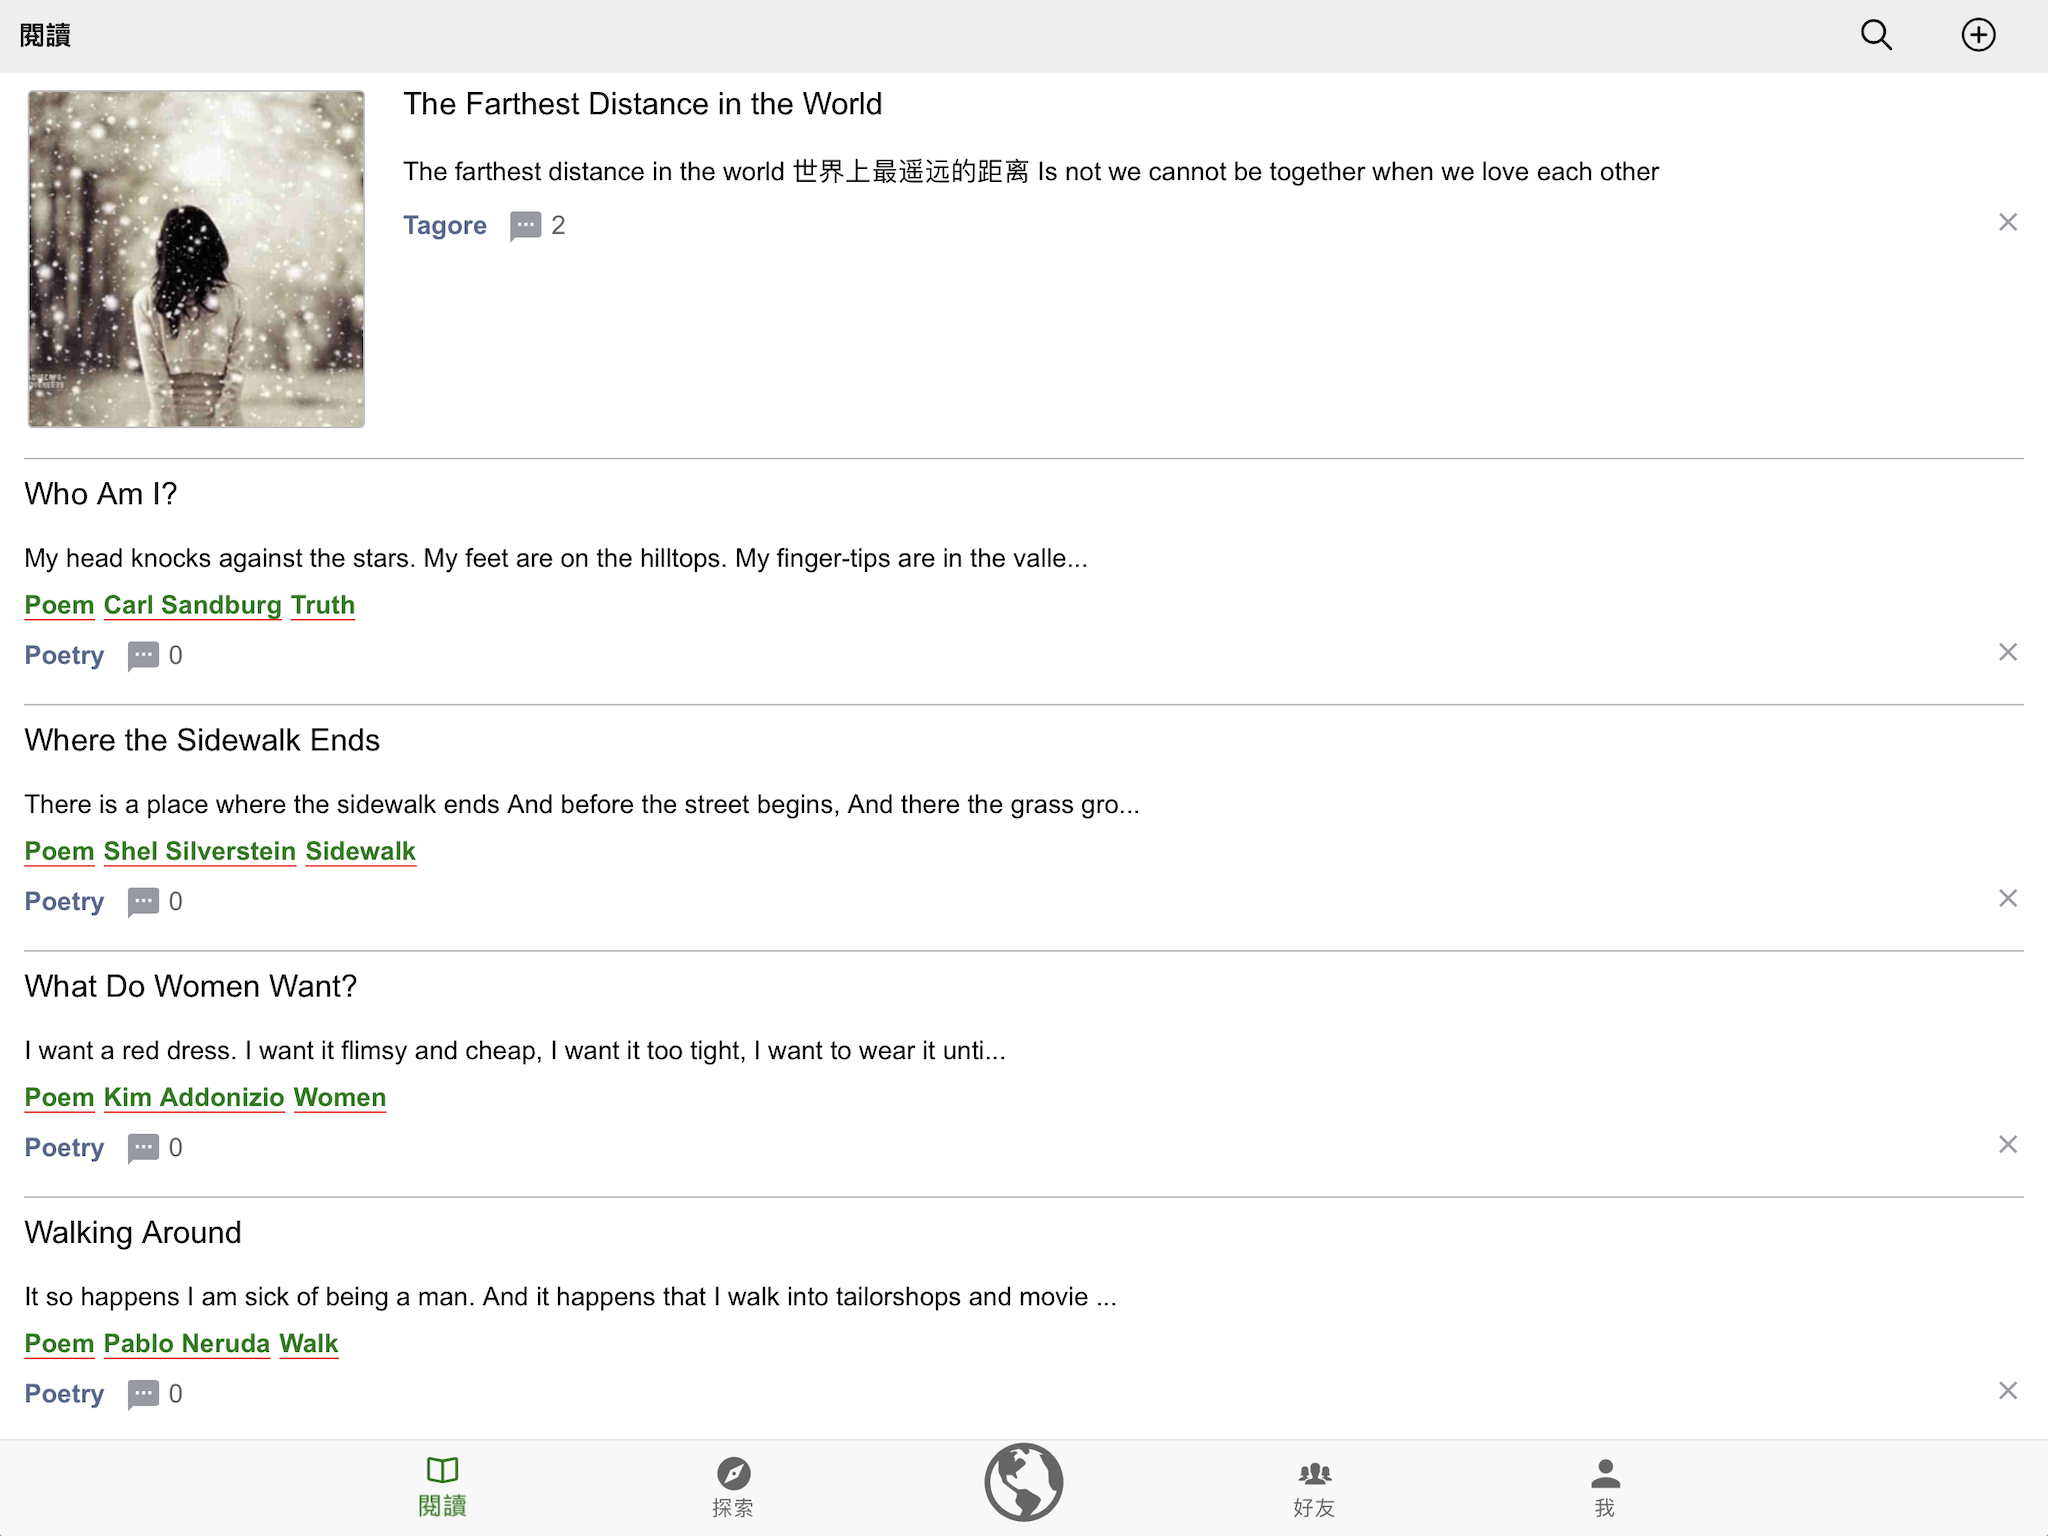 閱讀
The Farthest Distance in the World
The farthest distance in the world 世界上最遥远的距离 Is not we cannot be together when we love each other
Tagore 2
Who Am I?
My head knocks against the stars. My feet are on the hilltops. My finger-tips are in the valle...
Poem Carl Sandburg Truth
Poetry 0
Where the Sidewalk Ends
There is a place where the sidewalk ends And before the street begins, And there the grass gro...
Poem Shel Silverstein Sidewalk
Poetry 0
What Do Women Want?
I want a red dress. I want it flimsy and cheap, I want it too tight, I want to wear it unti...
Poem Kim Addonizio Women
Poetry 0
Walking Around
It so happens I am sick of being a man. And it happens that I walk into tailorshops and movie ...
Poem Pablo Neruda Walk
Poetry 0
閱讀 探索 好友 我